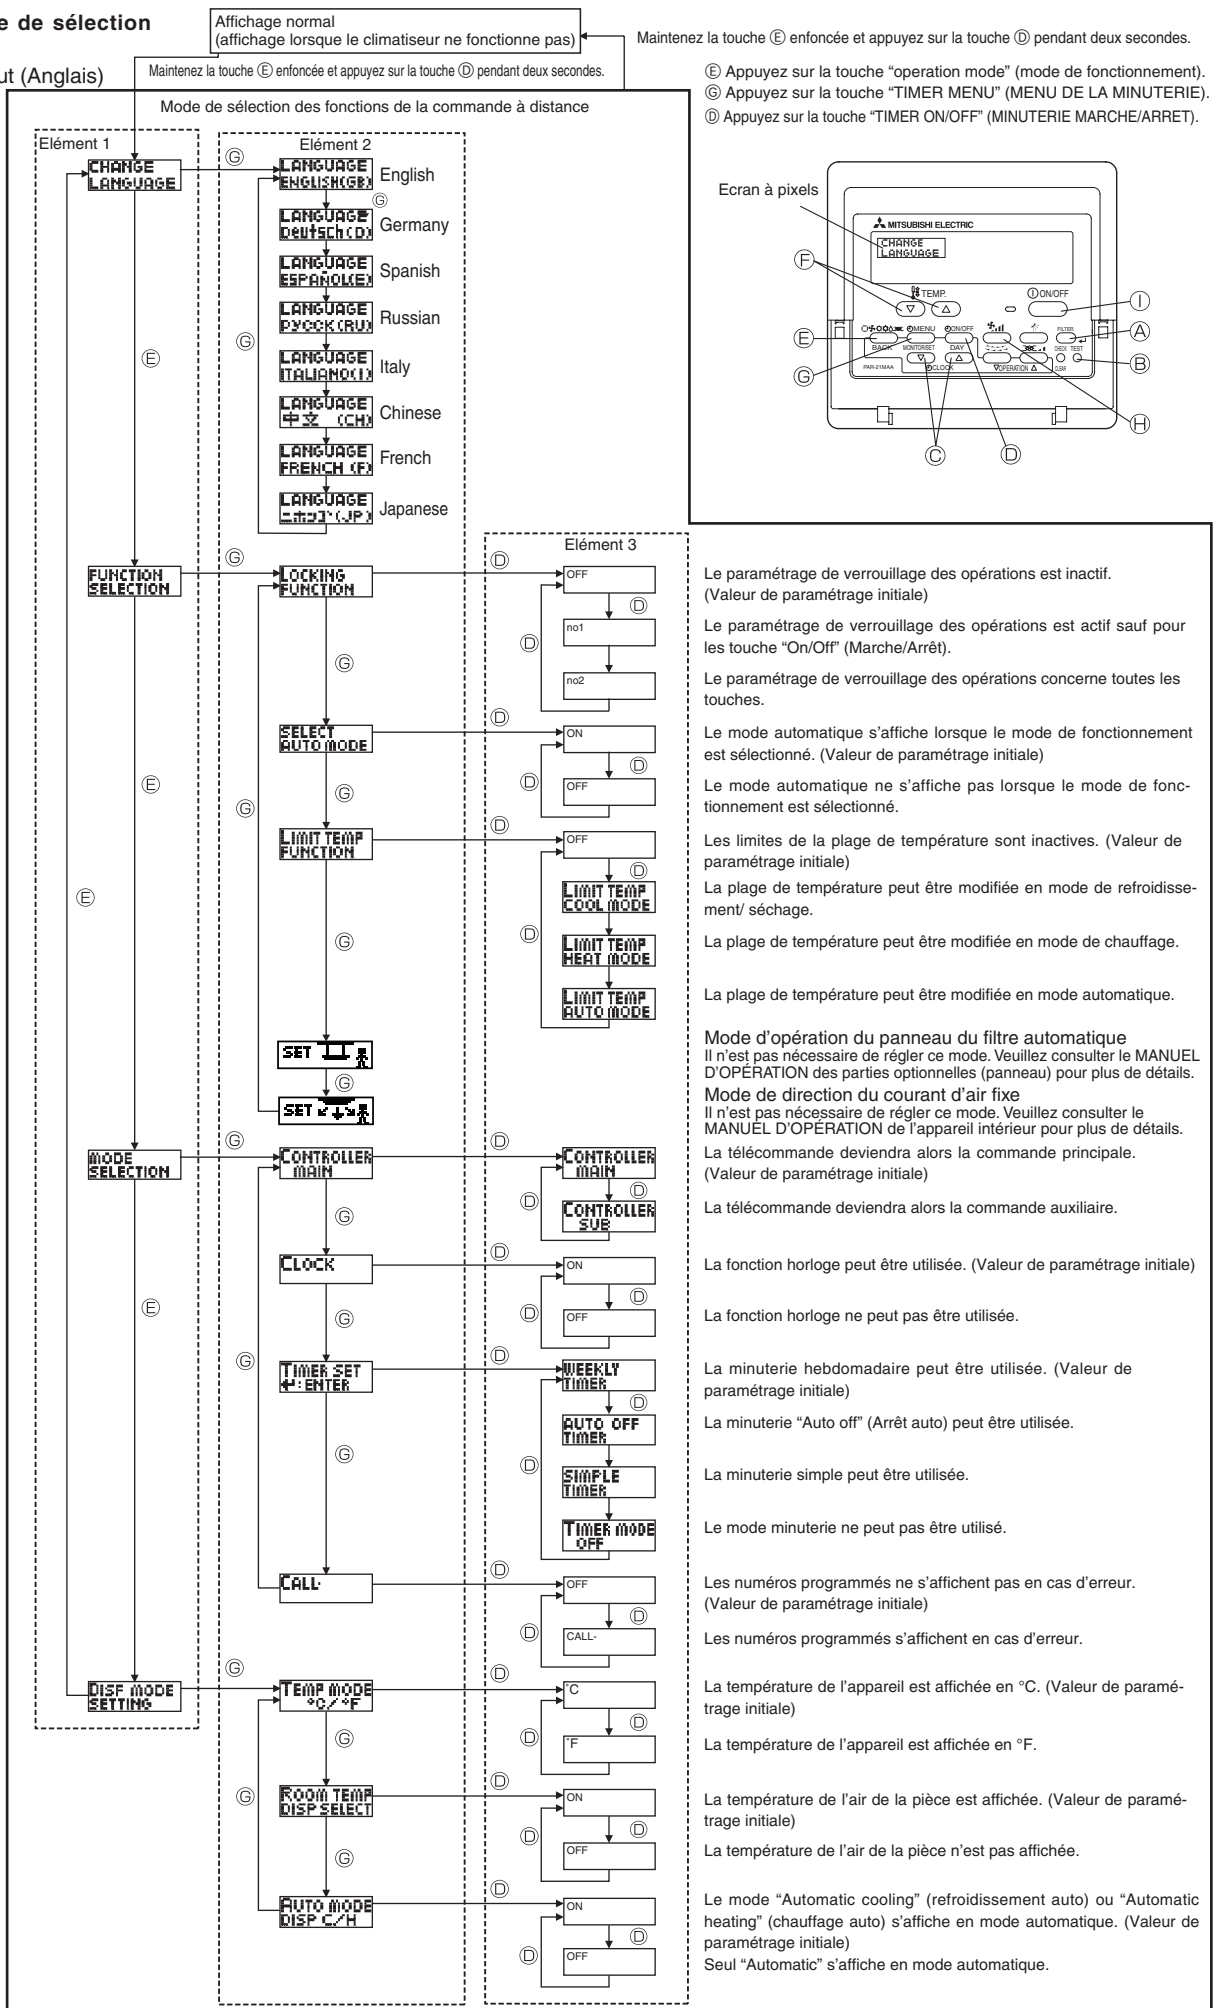 e de sélection
ut (Anglais)
Affichage normal
(affichage lorsque le climatiseur ne fonctionne pas)
Maintenez la touche Ⓔ enfoncée et appuyez sur la touche Ⓓ pendant deux secondes.
Maintenez la touche Ⓔ enfoncée et appuyez sur la touche Ⓓ pendant deux secondes.
Ⓔ Appuyez sur la touche “operation mode” (mode de fonctionnement).
Ⓖ Appuyez sur la touche “TIMER MENU” (MENU DE LA MINUTERIE).
Ⓓ Appuyez sur la touche “TIMER ON/OFF” (MINUTERIE MARCHE/ARRET).
Mode de sélection des fonctions de la commande à distance
Elément 1
Elément 2
CHANGE
LANGUAGE
Ⓖ
LANGUAGE
ENGLISH(GB)
English
Ⓖ
LANGUAGE
Deutsch(D)
Germany
LANGUAGE
ESPAÑOL(E)
Spanish
LANGUAGE
РУССК(RU)
Russian
LANGUAGE
ITALIANO(I)
Italy
LANGUAGE
中文 (CH)
Chinese
LANGUAGE
FRENCH (F)
French
LANGUAGE
ニホンゴ(JP)
Japanese
Ⓖ
Ⓔ
Ecran à pixels
MITSUBISHI ELECTRIC
CHANGE
LANGUAGE
TEMP.
ON/OFF
MENU
ON/OFF
FILTER
BACK
MONITOR/SET
DAY
CHECK
TEST
PAR-21MAA
CLOCK
OPERATION
CLEAR
Ⓕ
Ⓔ
Ⓖ
Ⓒ
Ⓓ
Ⓗ
Ⓘ
Ⓐ
Ⓑ
Elément 3
FUNCTION
SELECTION
Ⓖ
LOCKING
FUNCTION
Ⓓ
OFF
Le paramétrage de verrouillage des opérations est inactif.
(Valeur de paramétrage initiale)
Ⓓ
no1
Le paramétrage de verrouillage des opérations est actif sauf pour
les touche “On/Off” (Marche/Arrêt).
Ⓓ
Ⓖ
no2
Le paramétrage de verrouillage des opérations concerne toutes les
touches.
SELECT
AUTO MODE
Ⓓ
ON
Le mode automatique s’affiche lorsque le mode de fonctionnement
est sélectionné. (Valeur de paramétrage initiale)
Ⓓ
Ⓓ
Ⓔ
Ⓖ
Ⓖ
OFF
Le mode automatique ne s’affiche pas lorsque le mode de fonc-
tionnement est sélectionné.
LIMIT TEMP
FUNCTION
Ⓓ
OFF
Les limites de la plage de température sont inactives. (Valeur de
paramétrage initiale)
Ⓓ
LIMIT TEMP
COOL MODE
La plage de température peut être modifiée en mode de refroidisse-
ment/ séchage.
Ⓔ
Ⓖ
Ⓓ
LIMIT TEMP
HEAT MODE
La plage de température peut être modifiée en mode de chauffage.
LIMIT TEMP
AUTO MODE
La plage de température peut être modifiée en mode automatique.
SET
Mode d’opération du panneau du filtre automatique
Il n’est pas nécessaire de régler ce mode. Veuillez consulter le MANUEL
D’OPÉRATION des parties optionnelles (panneau) pour plus de détails.
Ⓖ
SET
Mode de direction du courant d’air fixe
Il n’est pas nécessaire de régler ce mode. Veuillez consulter le
MANUEL D’OPÉRATION de l’appareil intérieur pour plus de détails.
MODE
SELECTION
Ⓖ
CONTROLLER
MAIN
Ⓓ
CONTROLLER
MAIN
La télécommande deviendra alors la commande principale.
(Valeur de paramétrage initiale)
Ⓓ
Ⓓ
Ⓖ
CONTROLLER
SUB
La télécommande deviendra alors la commande auxiliaire.
CLOCK
Ⓓ
ON
La fonction horloge peut être utilisée. (Valeur de paramétrage initiale)
Ⓓ
Ⓓ
Ⓔ
Ⓖ
OFF
La fonction horloge ne peut pas être utilisée.
Ⓖ
TIMER SET
↵:ENTER
Ⓓ
WEEKLY
TIMER
La minuterie hebdomadaire peut être utilisée. (Valeur de
paramétrage initiale)
Ⓓ
AUTO OFF
TIMER
La minuterie “Auto off” (Arrêt auto) peut être utilisée.
Ⓖ
Ⓓ
SIMPLE
TIMER
La minuterie simple peut être utilisée.
TIMER MODE
OFF
Le mode minuterie ne peut pas être utilisé.
CALL-
Ⓓ
OFF
Les numéros programmés ne s’affichent pas en cas d’erreur.
(Valeur de paramétrage initiale)
Ⓓ
Ⓓ
CALL-
Les numéros programmés s’affichent en cas d’erreur.
DISP MODE
SETTING
Ⓖ
TEMP MODE
°C/°F
Ⓓ
°C
La température de l’appareil est affichée en °C. (Valeur de paramé-
trage initiale)
Ⓓ
Ⓓ
Ⓖ
°F
La température de l’appareil est affichée en °F.
Ⓖ
ROOM TEMP
DISP SELECT
Ⓓ
ON
La température de l’air de la pièce est affichée. (Valeur de paramé-
trage initiale)
Ⓓ
Ⓓ
Ⓖ
OFF
La température de l’air de la pièce n’est pas affichée.
AUTO MODE
DISP C/H
Ⓓ
ON
Le mode “Automatic cooling” (refroidissement auto) ou “Automatic
heating” (chauffage auto) s’affiche en mode automatique. (Valeur de
paramétrage initiale)
Ⓓ
Ⓓ
OFF
Seul “Automatic” s’affiche en mode automatique.